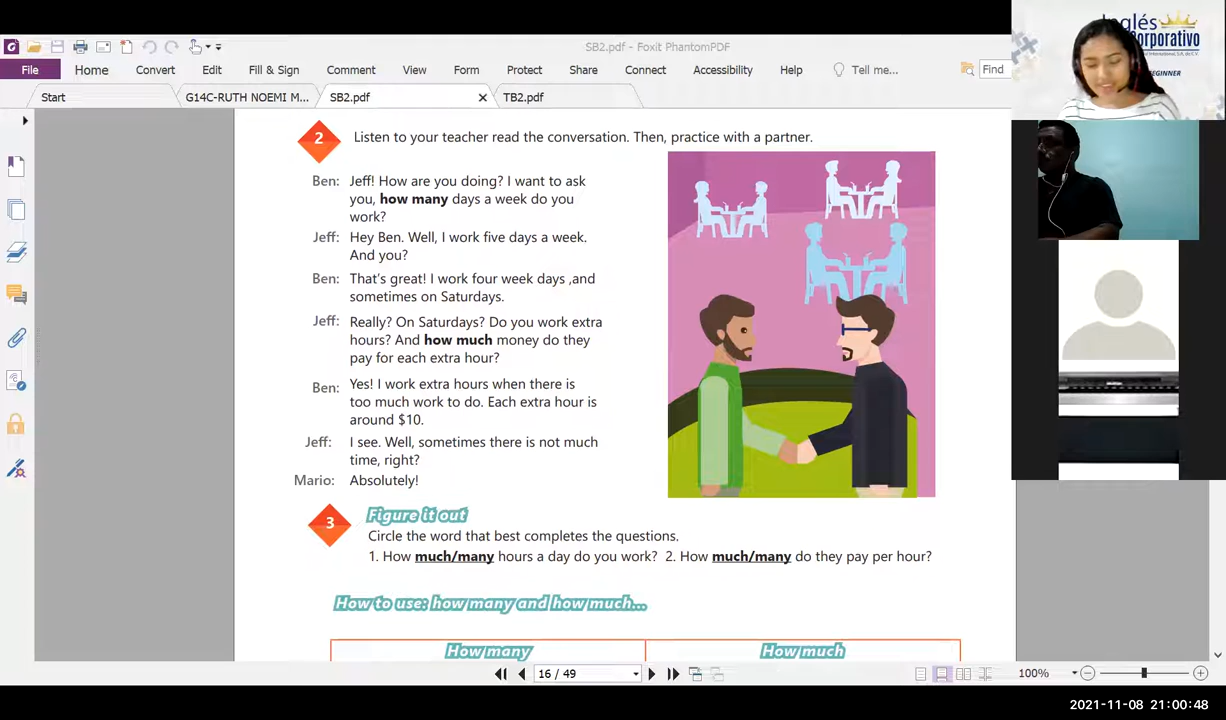 SB2.pdf - Foxit PhantomPDF
File Home Convert Edit Fill & Sign Comment View Form Protect Share Connect Accessibility Help Tell me... Find
Start G14C-RUTH NOEMI M... SB2.pdf TB2.pdf
Inglés
Corporativo
2 Listen to your teacher read the conversation. Then, practice with a partner.
Ben: Jeff! How are you doing? I want to ask
you, how many days a week do you
work?
Jeff: Hey Ben. Well, I work five days a week.
And you?
Ben: That's great! I work four week days ,and
sometimes on Saturdays.
Jeff: Really? On Saturdays? Do you work extra
hours? And how much money do they
pay for each extra hour?
Ben: Yes! I work extra hours when there is
too much work to do. Each extra hour is
around $10.
Jeff: I see. Well, sometimes there is not much
time, right?
Mario: Absolutely!
3 Figure it out
Circle the word that best completes the questions.
1. How much/many hours a day do you work? 2. How much/many do they pay per hour?
How to use: how many and how much...
How many How much
16 / 49
100%
2021-11-08 21:00:48